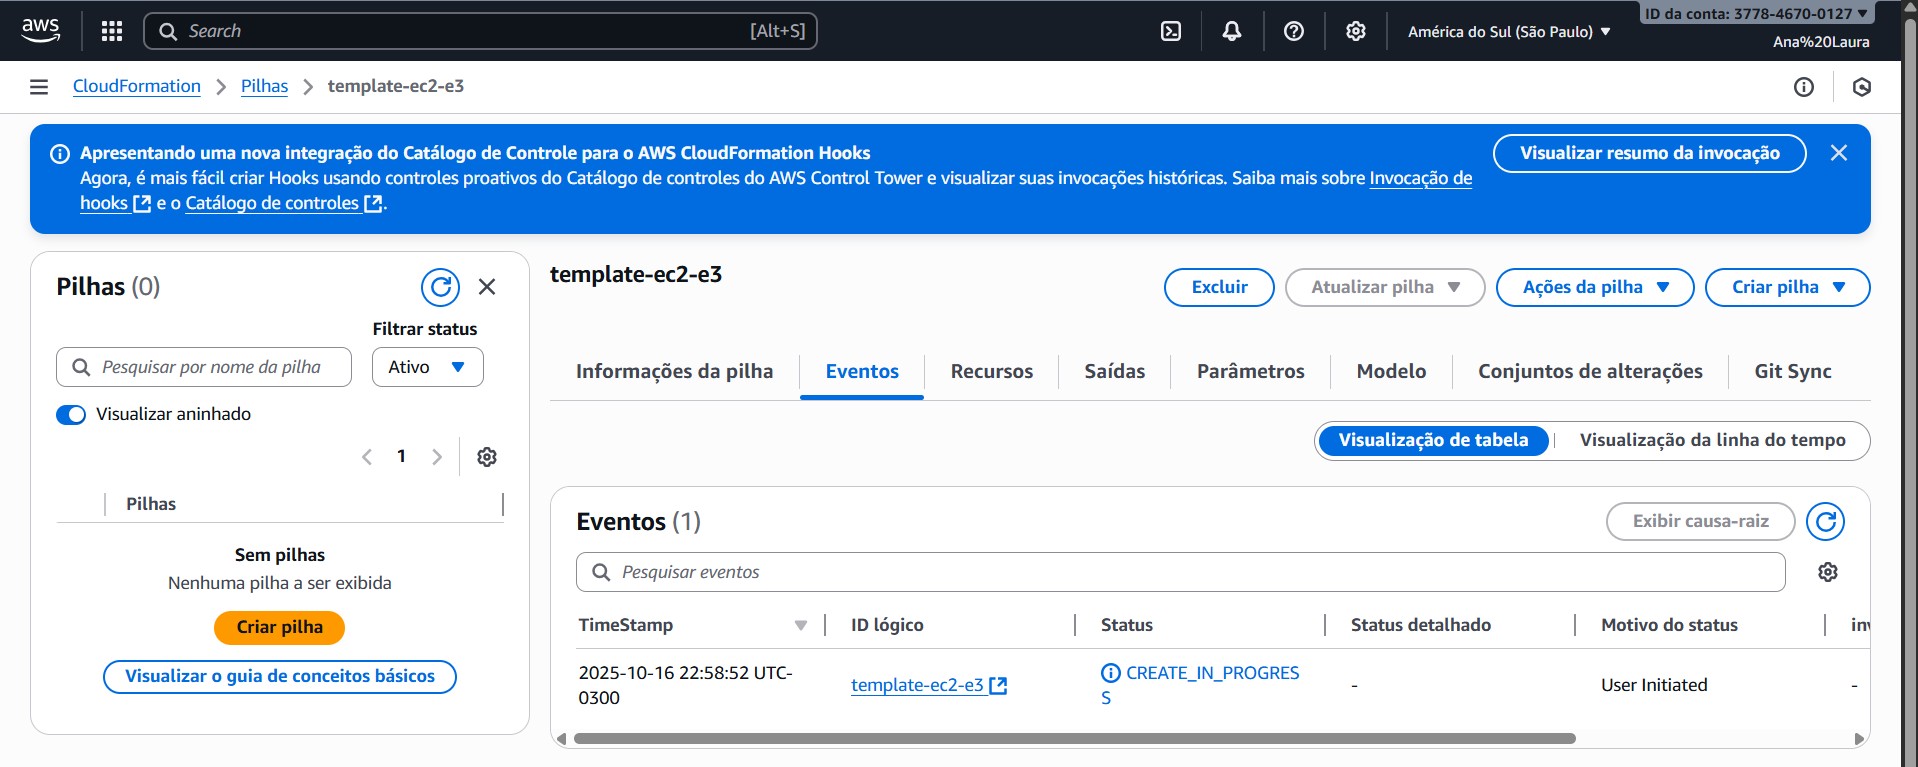 aws
Search
[Alt+S]
América do Sul (São Paulo)
ID da conta: 3778-4670-0127
Ana%20Laura
CloudFormation
Pilhas
template-ec2-e3
Apresentando uma nova integração do Catálogo de Controle para o AWS CloudFormation Hooks
Agora, é mais fácil criar Hooks usando controles proativos do Catálogo de controles do AWS Control Tower e visualizar suas invocações históricas. Saiba mais sobre Invocação de
hooks e o Catálogo de controles.
Visualizar resumo da invocação
Pilhas (0)
Filtrar status
Pesquisar por nome da pilha
Ativo
Visualizar aninhado
1
Pilhas
Sem pilhas
Nenhuma pilha a ser exibida
Criar pilha
Visualizar o guia de conceitos básicos
template-ec2-e3
Excluir
Atualizar pilha
Ações da pilha
Criar pilha
Informações da pilha
Eventos
Recursos
Saídas
Parâmetros
Modelo
Conjuntos de alterações
Git Sync
Visualização de tabela
Visualização da linha do tempo
Eventos (1)
Exibir causa-raiz
Pesquisar eventos
TimeStamp
ID lógico
Status
Status detalhado
Motivo do status
2025-10-16 22:58:52 UTC-
0300
template-ec2-e3
CREATE_IN_PROGRES
S
-
User Initiated
-